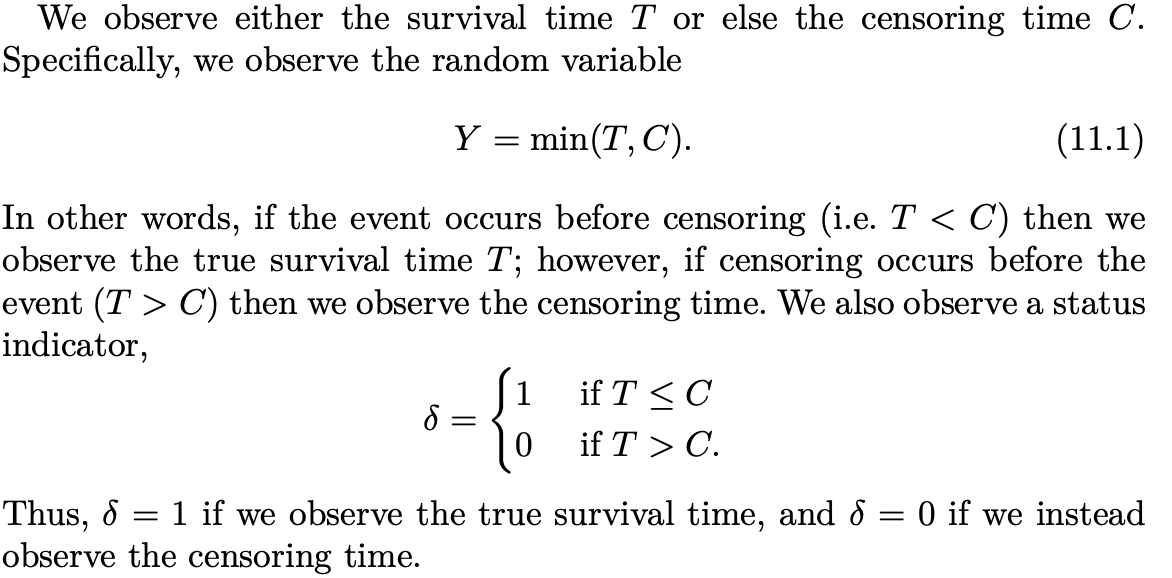 We observe either the survival time T or else the censoring time C.
Specifically, we observe the random variable
Y = min(T, C). (11.1)
In other words, if the event occurs before censoring (i.e. T < C) then we
observe the true survival time T; however, if censoring occurs before the
event (T > C) then we observe the censoring time. We also observe a status
indicator,
δ = { 1 if T ≤ C
0 if T > C.
Thus, δ = 1 if we observe the true survival time, and δ = 0 if we instead
observe the censoring time.